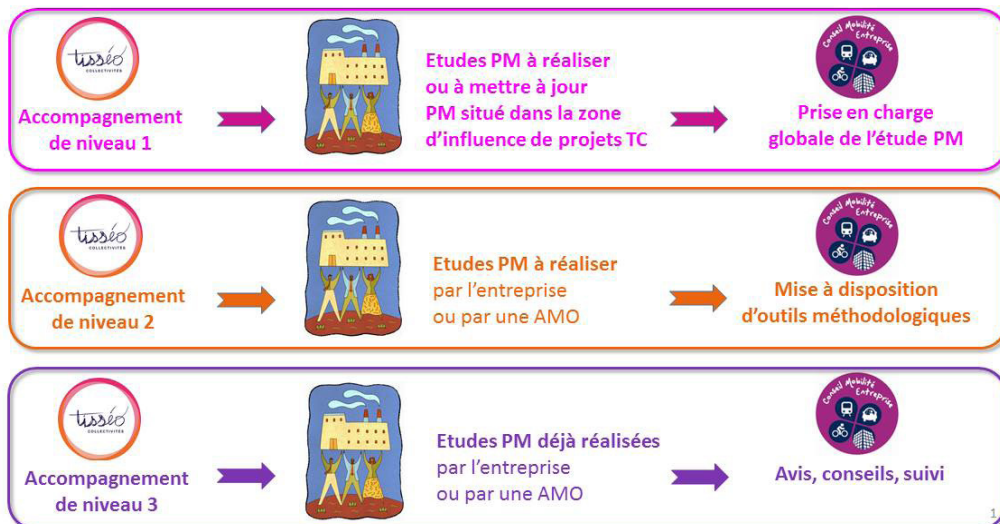 tisséo
COLLECTIVITÉS
Accompagnement
de niveau 1
Etudes PM à réaliser
ou à mettre à jour
PM situé dans la zone
d'influence de projets TC
Conseil Mobilité
Entreprise
Prise en charge
globale de l'étude PM
tisséo
COLLECTIVITÉS
Accompagnement
de niveau 2
Etudes PM à réaliser
par l'entreprise
ou par une AMO
Conseil Mobilité
Entreprise
Mise à disposition
d'outils méthodologiques
tisséo
COLLECTIVITÉS
Accompagnement
de niveau 3
Etudes PM déjà réalisées
par l'entreprise
ou par une AMO
Conseil Mobilité
Entreprise
Avis, conseils, suivi
1